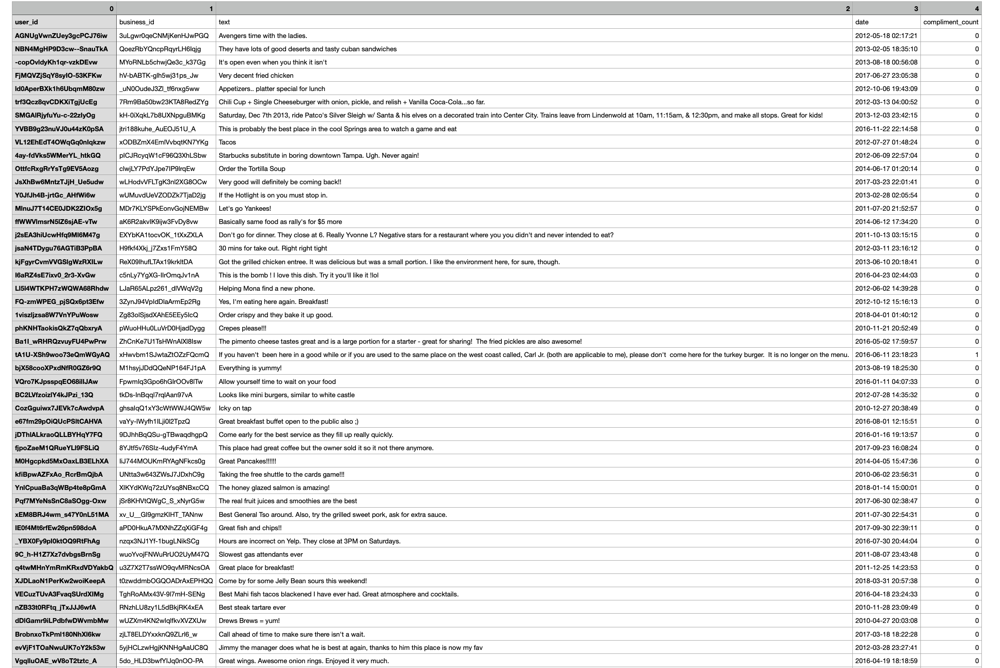 0 1 2 3 4
user_id business_id text date compliment_count
AGNUgVwnZUey3gcPCJ76iw 3uLgwr0qeCNMjKenHJwPGQ Avengers time with the ladies. 2012-05-18 02:17:21 0
NBN4MgHP9D3cw--SnauTkA QoezRbYQncpRqyrLH6Iqjg They have lots of good deserts and tasty cuban sandwiches 2013-02-05 18:35:10 0
-copOvldyKh1qr-vzkDEvw MYoRNLb5chwjQe3c_k37Gg It's open even when you think it isn't 2013-08-18 00:56:08 0
FjMQVZjSqY8syIO-53KFKw hV-bABTK-glh5wj31ps_Jw Very decent fried chicken 2017-06-27 23:05:38 0
ld0AperBXk1h6UbqmM80zw _uN0OudeJ3Zl_tf6nxg5ww Appetizers.. platter special for lunch 2012-10-06 19:43:09 0
trf3Qcz8qvCDKXiTgjUcEg 7Rm9Ba50bw23KTA8RedZYg Chili Cup + Single Cheeseburger with onion, pickle, and relish + Vanilla Coca-Cola...so far. 2012-03-13 04:00:52 0
SMGAlRjyfuYu-c-22zIyOg kH-0iXqkL7b8UXNpguBMKg Saturday, Dec 7th 2013, ride Patco's Silver Sleigh w/ Santa & his elves on a decorated train into Center City. Trains leave from Lindenwold at 10am, 11:15am, & 12:30pm, and make all stops. Great for kids! 2013-12-03 23:42:15 0
YVBB9g23nuVJ0u44zK0pSA jtri188kuhe_AuEOJ51U_A This is probably the best place in the cool Springs area to watch a game and eat 2016-11-22 22:14:58 0
VL12EhEdT4OWqGq0nIqkzw xODBZmX4EmlVvbqtKN7YKg Tacos 2012-07-27 01:48:24 0
4ay-fdVks5WMerYL_htkGQ pICJRcyqW1cF96Q3XhLSbw Starbucks substitute in boring downtown Tampa. Ugh. Never again! 2012-06-09 22:57:04 0
OttfcRxgRrYsTg9EV5Aozg clwjLY7PdYJpe7IP9lrqEw Order the Tortilla Soup 2014-06-17 01:20:14 0
JsXhBw6MntzTJjH_Ue5udw wLHodvVFLTgK3nl2XG8OCw Very good will definitely be coming back!! 2017-03-23 22:01:41 0
Y0JfJh4B-jrtGc_AHfWi6w wUMuvdUeVZODZk7TjaD2jg If the Hotlight is on you must stop in. 2013-02-28 02:05:54 0
MlnuJ7T14CE0JDK2ZIOx5g MDr7KLYSPkEonvGojNEMBw Let's go Yankees! 2011-07-20 21:52:57 0
ffWWVlmsrN5lZ6sjAE-vTw aK6R2akvIK9ijw3FvDy8vw Basically same food as rally's for $5 more 2014-06-12 17:34:20 0
j2sEA3hiUcwHfq9Ml6M47g EXYbKA1tocvOK_1tXxZXLA Don't go for dinner. They close at 6. Really Yvonne L? Negative stars for a restaurant where you you didn't and never intended to eat? 2011-10-13 03:15:15 0
jsaN4TDygu76AGTiB3PpBA H9fkf4Xkj_j7Zxs1FmY58Q 30 mins for take out. Right right tight 2012-03-11 23:16:12 0
kjFgyrCvmVVGSlgWzRXILw ReX09lhufLTAx19krkltDA Got the grilled chicken entree. It was delicious but was a small portion. I like the environment here, for sure, though. 2013-06-10 20:18:41 0
I6aRZ4sE7ixv0_2r3-XvGw c5nLy7YgXG-IIrOmqJv1nA This is the bomb ! I love this dish. Try it you'll like it !lol 2016-04-23 02:44:03 0
LI5I4WTKPH7zWQWA68Rhdw LJaR65ALpz261_dlVWqV2g Helping Mona find a new phone. 2012-06-02 14:39:28 0
FQ-zmWPEG_pjSQx6pt3Efw 3ZynJ94VpIdDlaArmEp2Rg Yes, I'm eating here again. Breakfast! 2012-10-12 15:16:13 0
1viszljzsa8W7VnYPuWosw Zg83olSjsdXAhE5EEy5IcQ Order crispy and they bake it up good. 2018-04-01 01:40:12 0
phKNHTaokisQkZ7qQbxryA pWuoHHu0LuVrD0HjadDygg Crepes please!!! 2010-11-21 20:52:49 0
Ba1I_wRHRQzvuyFU4PwPrw ZhCnKe7U1TsHWnAlXl8Isw The pimento cheese tastes great and is a large portion for a starter - great for sharing!  The fried pickles are also awesome! 2016-05-02 17:59:57 0
tA1U-XSh9woo73eQmWGyAQ xHwvbm1SJwtaZtOZzFQcmQ If you haven't  been here in a good while or if you are used to the same place on the west coast called, Carl Jr. (both are applicable to me), please don't  come here for the turkey burger.  It is no longer on the menu. 2016-06-11 23:18:23 1
bjX58cooXPxdNfR0GZ6r9Q M1hsyjJDdQQeNP164FJ1pA Everything is yummy! 2013-08-19 18:25:30 0
VQro7KJpsspqEO68ilIJAw FpwmIq3Gpo6hGIrOOv8lTw Allow yourself time to wait on your food 2016-01-11 04:07:33 0
BC2LVfzoizlY4kJPzi_13Q tkDs-InBqql7rqlAan97vA Looks like mini burgers, similar to white castle 2012-07-28 14:35:32 0
CozGguiwx7JEVk7cAwdvpA ghsaIqQ1xY3cWtWWJ4QW5w Icky on tap 2010-12-27 20:38:49 0
e67fm29pOiQUcPSltCAHVA vaYy-IWyfh1ILji0l2TpzQ Great breakfast buffet open to the public also ;) 2016-08-01 12:15:51 0
jDThlALkraoQLLBYHqY7FQ 9DJhhBqQSu-gTBwaqdhgpQ Come early for the best service as they fill up really quickly. 2016-01-16 19:13:57 0
fjpoZaeM1QRueYLl9FSLiQ 8YJtf5v76SIz-4udyF4YmA This place had great coffee but the owner sold it so it not there anymore. 2017-09-23 16:08:24 0
M0Hgcpkd5MxOaxLB3ELhXA IiJ744MOUKmRYAgNFkcs0g Great Pancakes!!!!!! 2014-04-05 15:47:36 0
kfiBpwAZFxAo_RcrBmQjbA UNtta3w643ZWsJ7JDxhC9g Taking the free shuttle to the cards game!!! 2010-06-02 23:56:31 0
YnlCpuaBa3qWBp4te8pGmA XIKYdKWq72zUYsq8NBxcCQ The honey glazed salmon is amazing! 2018-01-14 15:00:01 0
Pqf7MYeNsSnC8aSOgg-Oxw jSr8KHVtQWgC_S_xNyrG5w The real fruit juices and smoothies are the best 2017-06-30 02:38:47 0
xEM8BRJ4wm_s47Y0nL51MA xv_U__GI9gmzKIHT_TANnw Best General Tso around. Also, try the grilled sweet pork, ask for extra sauce. 2011-07-30 22:54:31 0
IE0f4Mt6rfEw26pn598doA aPD0HkuA7MXNhZZqXiGF4g Great fish and chips!! 2017-09-30 22:39:11 0
_YBX0Fy9pI0ktOQ9RtFhAg nzqx3NJ1Yf-1bugLNikSCg Hours are incorrect on Yelp. They close at 3PM on Saturdays. 2016-07-30 20:44:04 0
9C_h-H1Z7Xz7dvbgsBrnSg wuoYvojFNWuRrUO2UyM47Q Slowest gas attendants ever 2011-08-07 23:43:48 0
q4twMHnYmRmKRxdVDYakbQ u3Z7X2T7ssWO9qvMRNcsOA Great place for breakfast! 2011-12-25 14:23:53 0
XJDLaoN1PerKw2woiKeepA t0zwddmbOGQOADrAxEPHQQ Come by for some Jelly Bean sours this weekend! 2018-03-31 20:57:38 0
VECuzTUvA3FvaqSUrdXIMg TghRoAMx43V-9l7mH-SENg Best Mahi fish tacos blackened I have ever had. Great atmosphere and cocktails. 2016-04-18 23:24:33 0
nZB33t0RFtq_jTxJJJ6wfA RNzhLU8zy1L5dBkjRK4xEA Best steak tartare ever 2010-11-28 23:09:49 0
dDlGamr9iLPdbfwDWvmbMw wUZXm4KN2wIqlfkvXVZXUw Drews Brews = yum! 2010-04-27 20:03:08 0
BrobnxoTkPml180NhXl6kw zjLT8ELDYxxknQ9ZLrl6_w Call ahead of time to make sure there isn't a wait. 2017-03-18 18:22:28 0
evVjF1TOaNwuUK7oY2k53w 5yjHCLzwHgjKNNHgAaUC8Q Jimmy the manager does what he is best at again, thanks to him this place is now my fav 2012-03-28 23:27:41 0
VgqlluOAE_wV8oT2tztc_A 5do_HLD3bwfYIJq0nOO-PA Great wings. Awesome onion rings. Enjoyed it very much. 2016-04-19 18:18:59 0